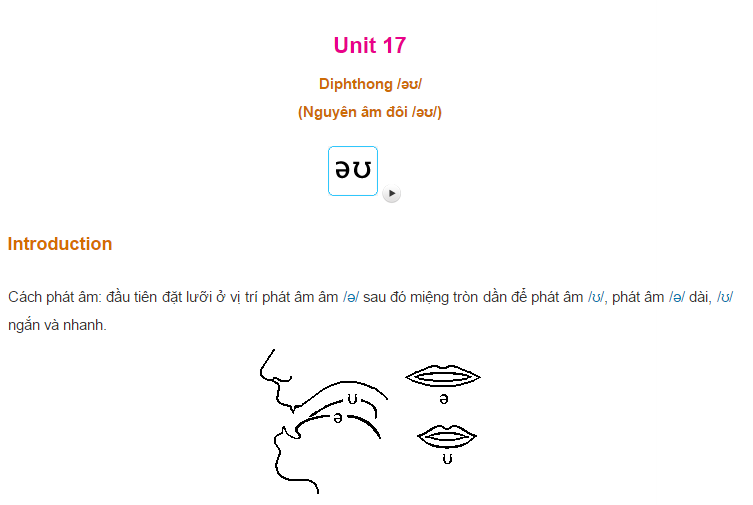 Unit 17
Diphthong /əʊ/
(Nguyên âm đôi /əʊ/)
əʊ
Introduction
Cách phát âm: đầu tiên đặt lưỡi ở vị trí phát âm âm /ə/ sau đó miệng tròn dần để phát âm /ʊ/, phát âm /ə/ dài, /ʊ/
ngắn và nhanh.
ʊ
ə
ə
ʊ